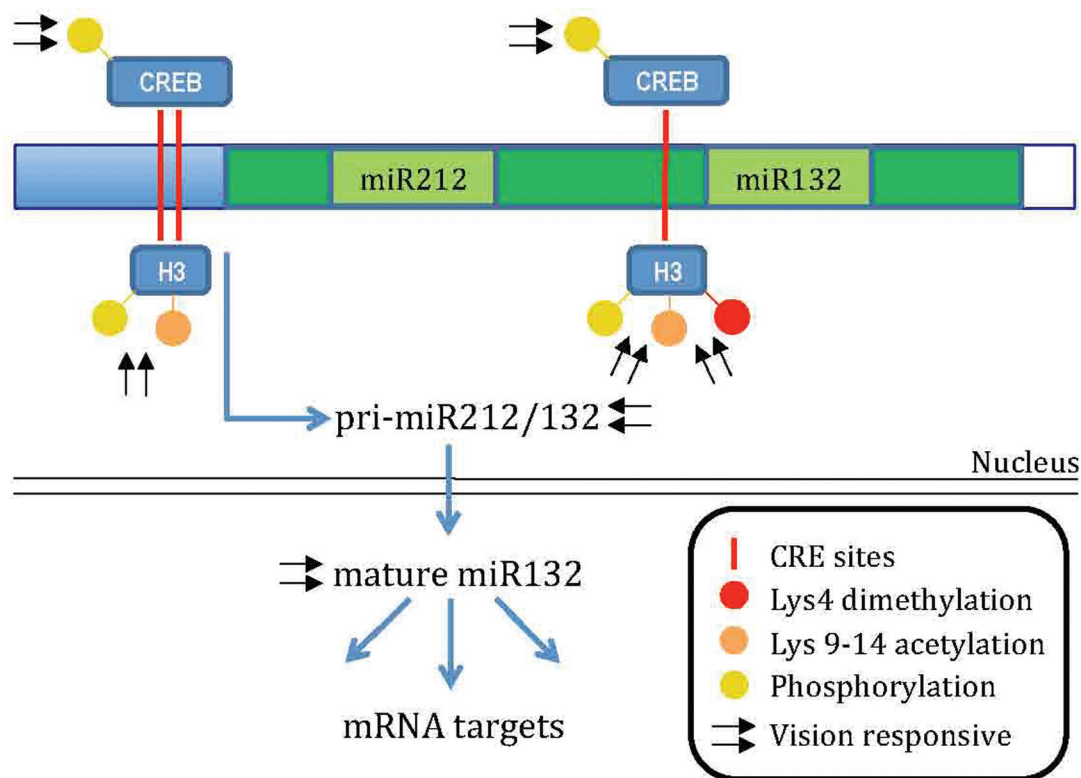 CREB
CREB
miR212
miR132
H3
H3
pri-miR212/132
Nucleus
mature miR132
mRNA targets
CRE sites
Lys4 dimethylation
Lys 9-14 acetylation
Phosphorylation
Vision responsive